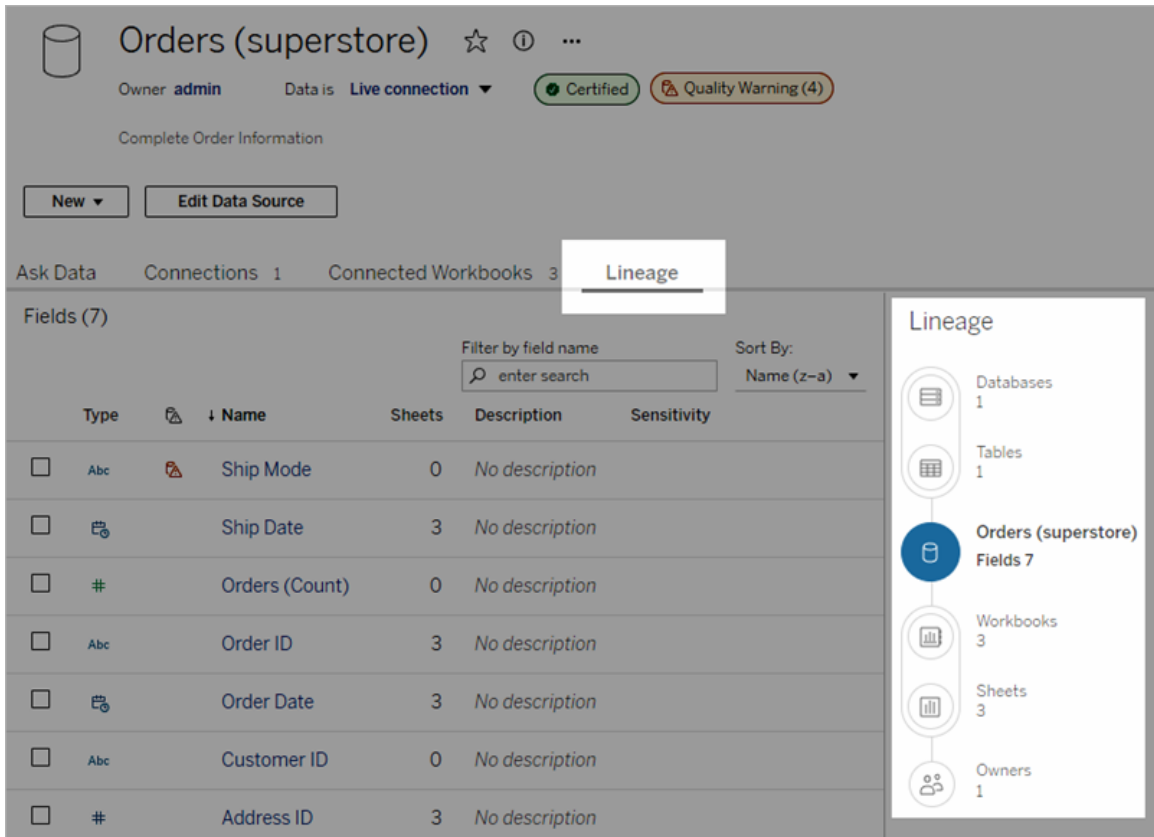 Orders (superstore)
Owner admin Data is Live connection Certified Quality Warning (4)
Complete Order Information
New Edit Data Source
Ask Data Connections 1 Connected Workbooks 3 Lineage
Fields (7)
Filter by field name Sort By:
enter search Name (z–a)
Type ↓ Name Sheets Description Sensitivity
Abc Ship Mode 0 No description
Ship Date 3 No description
# Orders (Count) 0 No description
Abc Order ID 3 No description
Order Date 3 No description
Abc Customer ID 0 No description
# Address ID 3 No description
Lineage
Databases
1
Tables
1
Orders (superstore)
Fields 7
Workbooks
3
Sheets
3
Owners
1